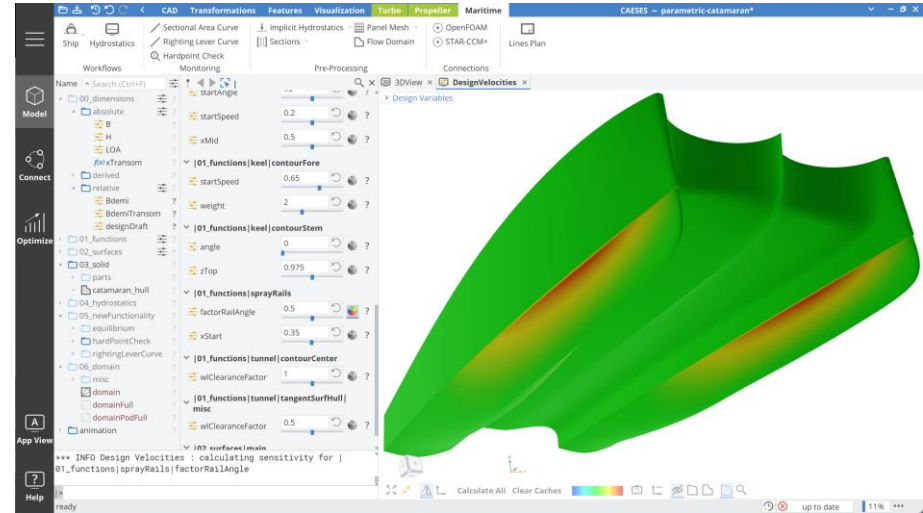 CAD Transformations Features Visualization Turbo Propeller Maritime
CAESES – parametric-catamaran*
Ship Hydrostatics
Workflows
Sectional Area Curve
Righting Lever Curve
Hardpoint Check
Monitoring
Implicit Hydrostatics Panel Mesh
Sections Flow Domain
Pre-Processing
OpenFOAM
STAR-CCM+
Connections
Lines Plan
Model
Connect
Optimize
A
App View
?
Help
Name Search (Ctrl+F)
00_dimensions
absolute
B
H
LOA
f(x) xTransom
derived
relative
Bdemi
BdemiTransom
designDraft
01_functions
02_surfaces
03_solid
parts
catamaran_hull
04_hydrostatics
05_newFunctionality
equilibrium
hardPointCheck
rightingLeverCurve
06_domain
misc
domain
domainFull
domainPodFull
animation
startAngle
startSpeed 0.2 ?
xMid 0.5 ?
|01_functions|keel|contourFore
startSpeed 0.65 ?
weight 2 ?
|01_functions|keel|contourStem
angle 0 ?
zTop 0.975 ?
|01_functions|sprayRails
factorRailAngle 0.5 ?
xStart 0.35 ?
|01_functions|tunnel|contourCenter
wlClearanceFactor 1 ?
|01_functions|tunnel|tangentSurfHull|
misc
wlClearanceFactor 0.5 ?
|02_surfaces|main
3DView × DesignVelocities ×
> Design Variables
*** INFO Design Velocities : calculating sensitivity for |
01_functions|sprayRails|factorRailAngle
|>
Calculate All Clear Caches
ready
up to date
11%